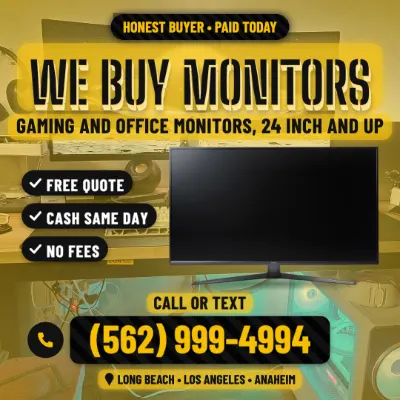 HONEST BUYER • PAID TODAY
WE BUY MONITORS
GAMING AND OFFICE MONITORS, 24 INCH AND UP
FREE QUOTE
CASH SAME DAY
NO FEES
CALL OR TEXT
(562) 999-4994
LONG BEACH • LOS ANGELES • ANAHEIM